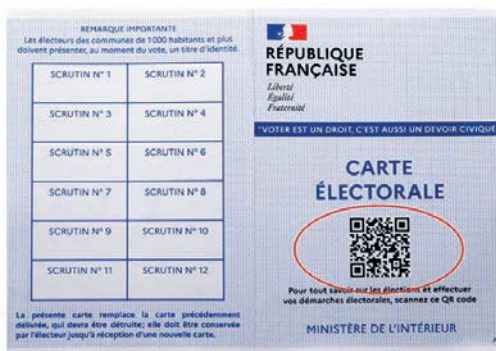 REMARQUE IMPORTANTE
Les électeurs des communes de 1000 habitants et plus
doivent présenter, au moment du vote, un titre d'identité.
SCRUTIN N° 1 SCRUTIN N° 2
SCRUTIN N° 3 SCRUTIN N° 4
SCRUTIN N° 5 SCRUTIN N° 6
SCRUTIN N° 7 SCRUTIN N° 8
SCRUTIN N° 9 SCRUTIN N° 10
SCRUTIN N° 11 SCRUTIN N° 12
La présente carte remplace la carte précédemment
délivrée, qui devra être détruite; elle doit être conservée
par l'électeur jusqu'à réception d'une nouvelle carte.
RÉPUBLIQUE
FRANÇAISE
Liberté
Égalité
Fraternité
"VOTER EST UN DROIT, C'EST AUSSI UN DEVOIR CIVIQUE
CARTE
ÉLECTORALE
Pour tout savoir sur les élections et effectuer
vos démarches électorales, scannez ce QR code
MINISTÈRE DE L'INTÉRIEUR